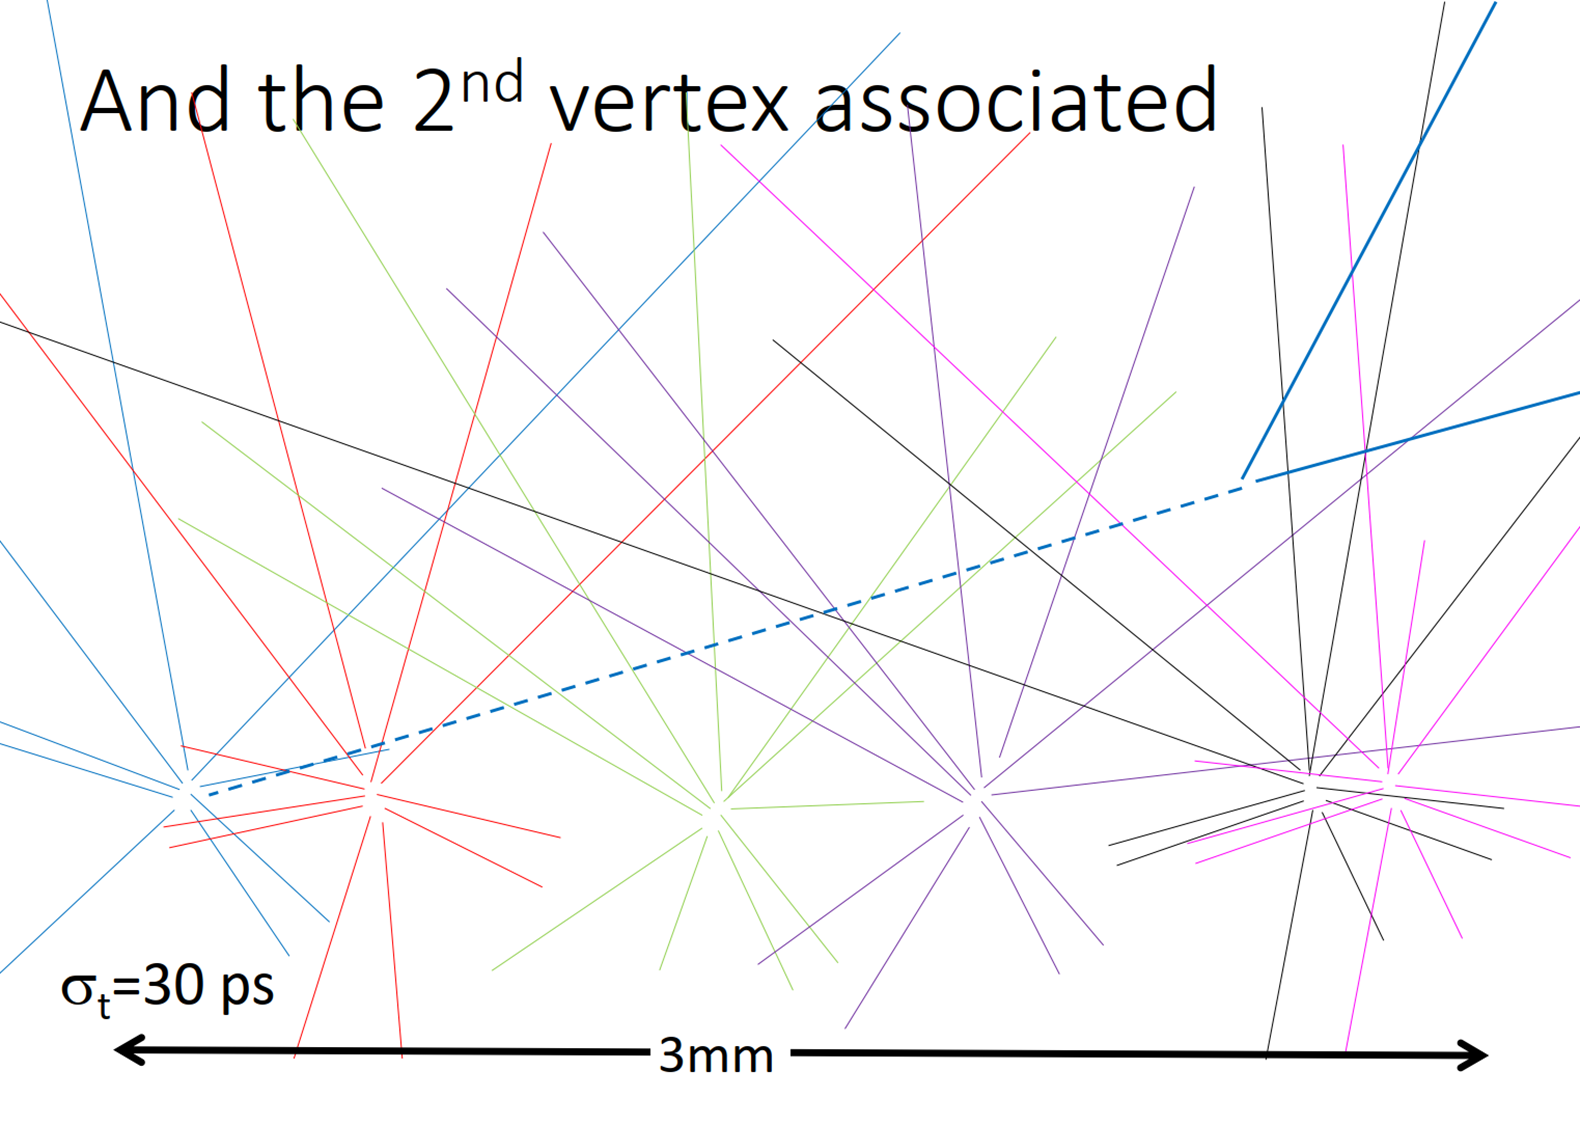 And the 2nd vertex associated
σt=30 ps
3mm